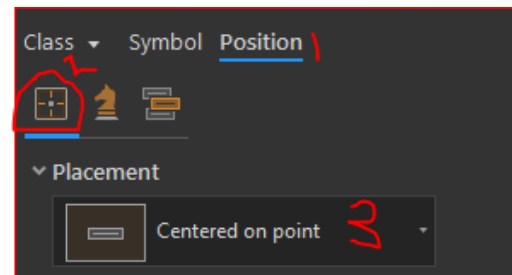 Class Symbol Position 1
2
Placement
Centered on point 3